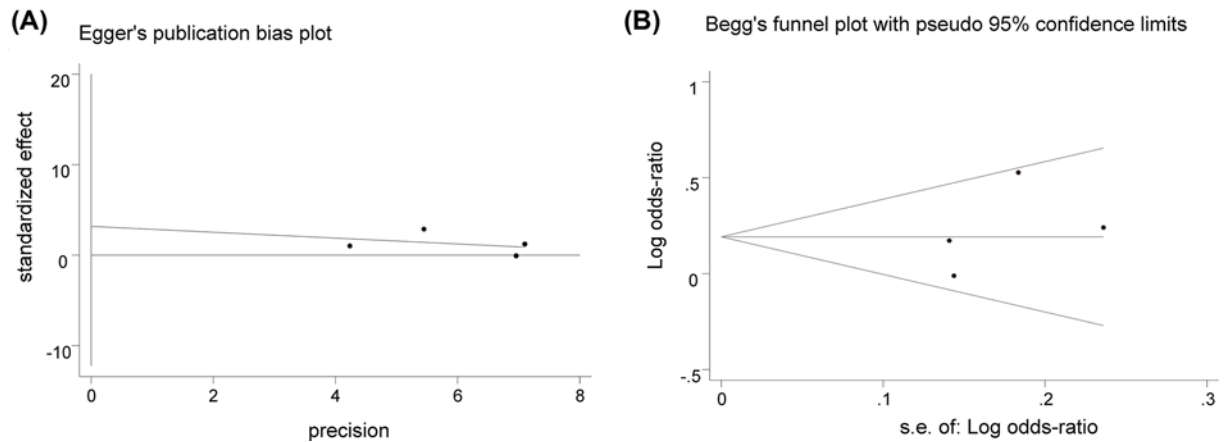 (A)
Egger's publication bias plot
20
10
0
-10
standardized effect
0 2 4 6 8
precision
(B)
Begg's funnel plot with pseudo 95% confidence limits
1
.5
0
-.5
Log odds-ratio
0 .1 .2 .3
s.e. of: Log odds-ratio